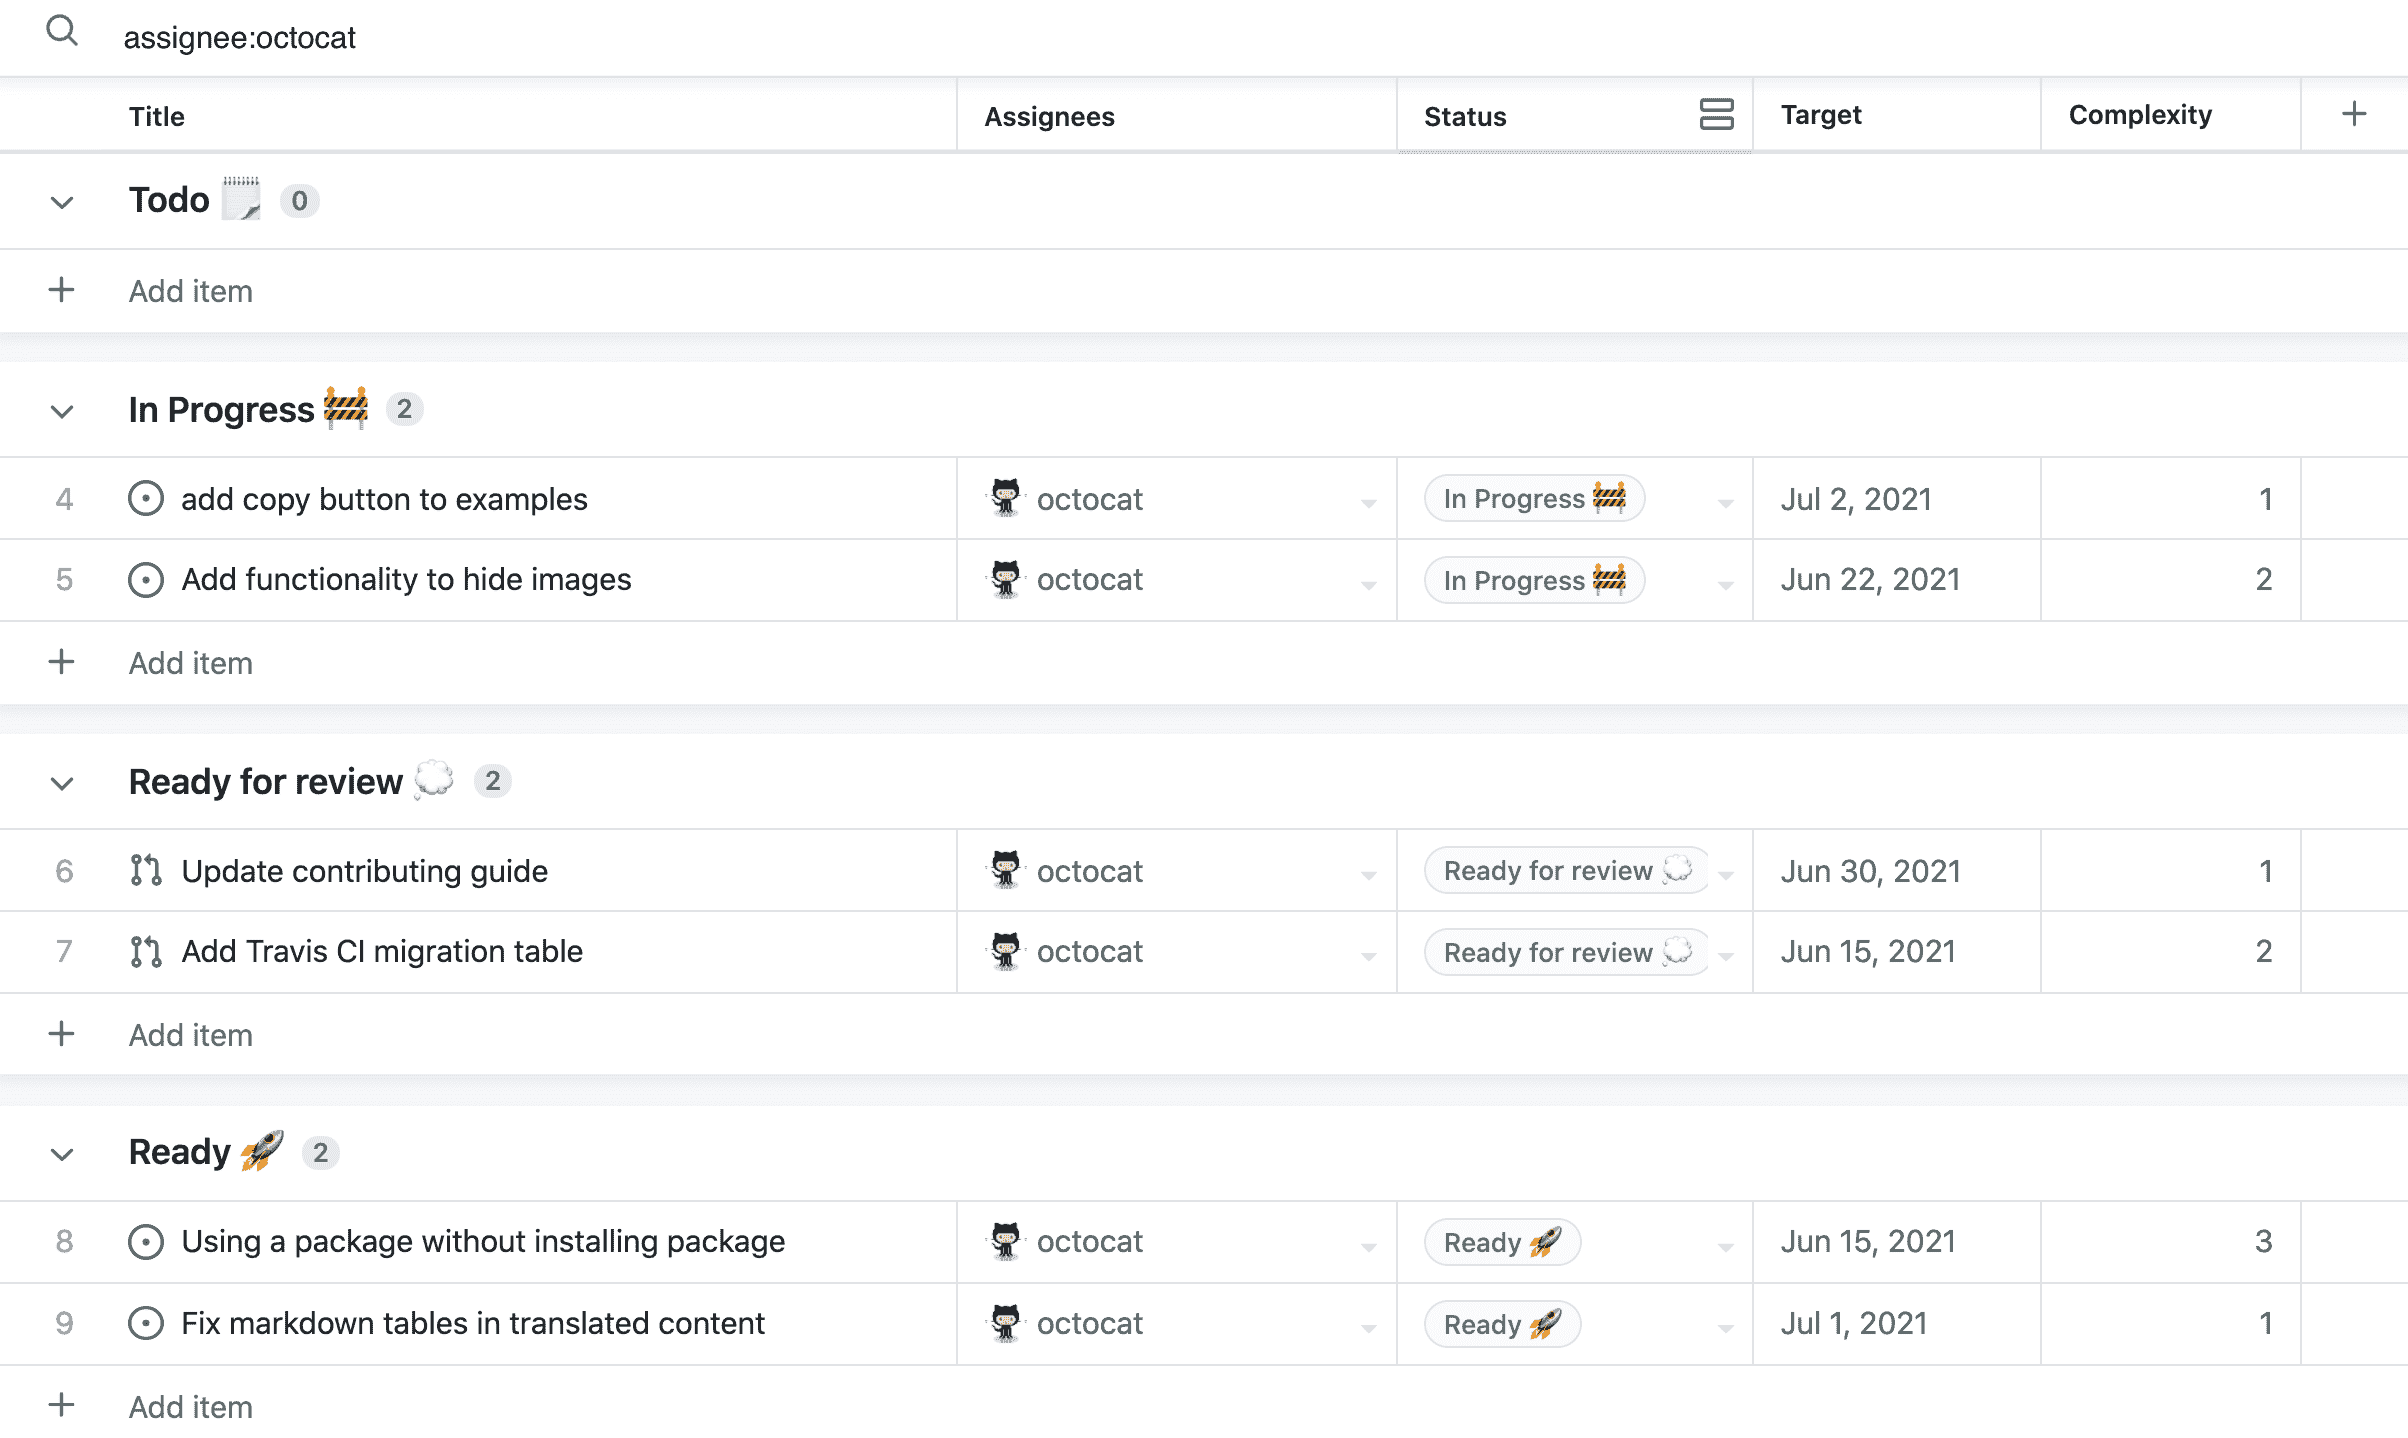 assignee:octocat
Title Assignees Status Target Complexity
Todo 0
Add item
In Progress 2
4 add copy button to examples octocat In Progress Jul 2, 2021 1
5 Add functionality to hide images octocat In Progress Jun 22, 2021 2
Add item
Ready for review 2
6 Update contributing guide octocat Ready for review Jun 30, 2021 1
7 Add Travis CI migration table octocat Ready for review Jun 15, 2021 2
Add item
Ready 2
8 Using a package without installing package octocat Ready Jun 15, 2021 3
9 Fix markdown tables in translated content octocat Ready Jul 1, 2021 1
Add item